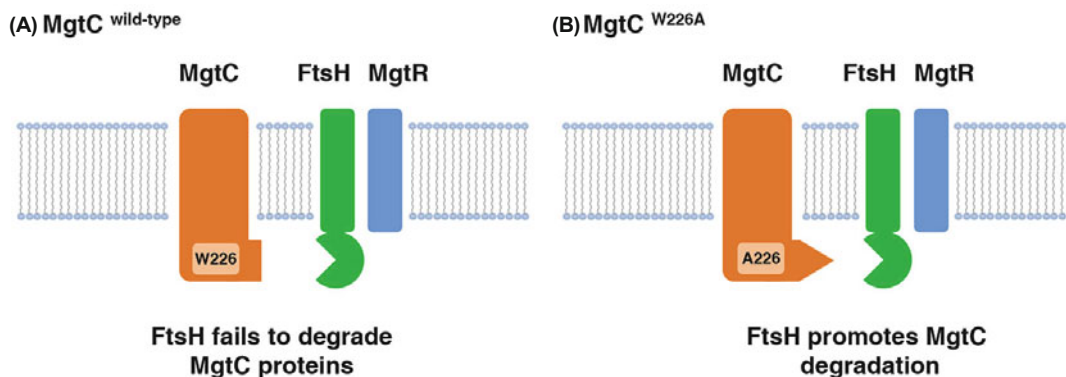 (A) MgtC wild-type
MgtC FtsH MgtR
W226
FtsH fails to degrade
MgtC proteins
(B) MgtC W226A
MgtC FtsH MgtR
A226
FtsH promotes MgtC
degradation